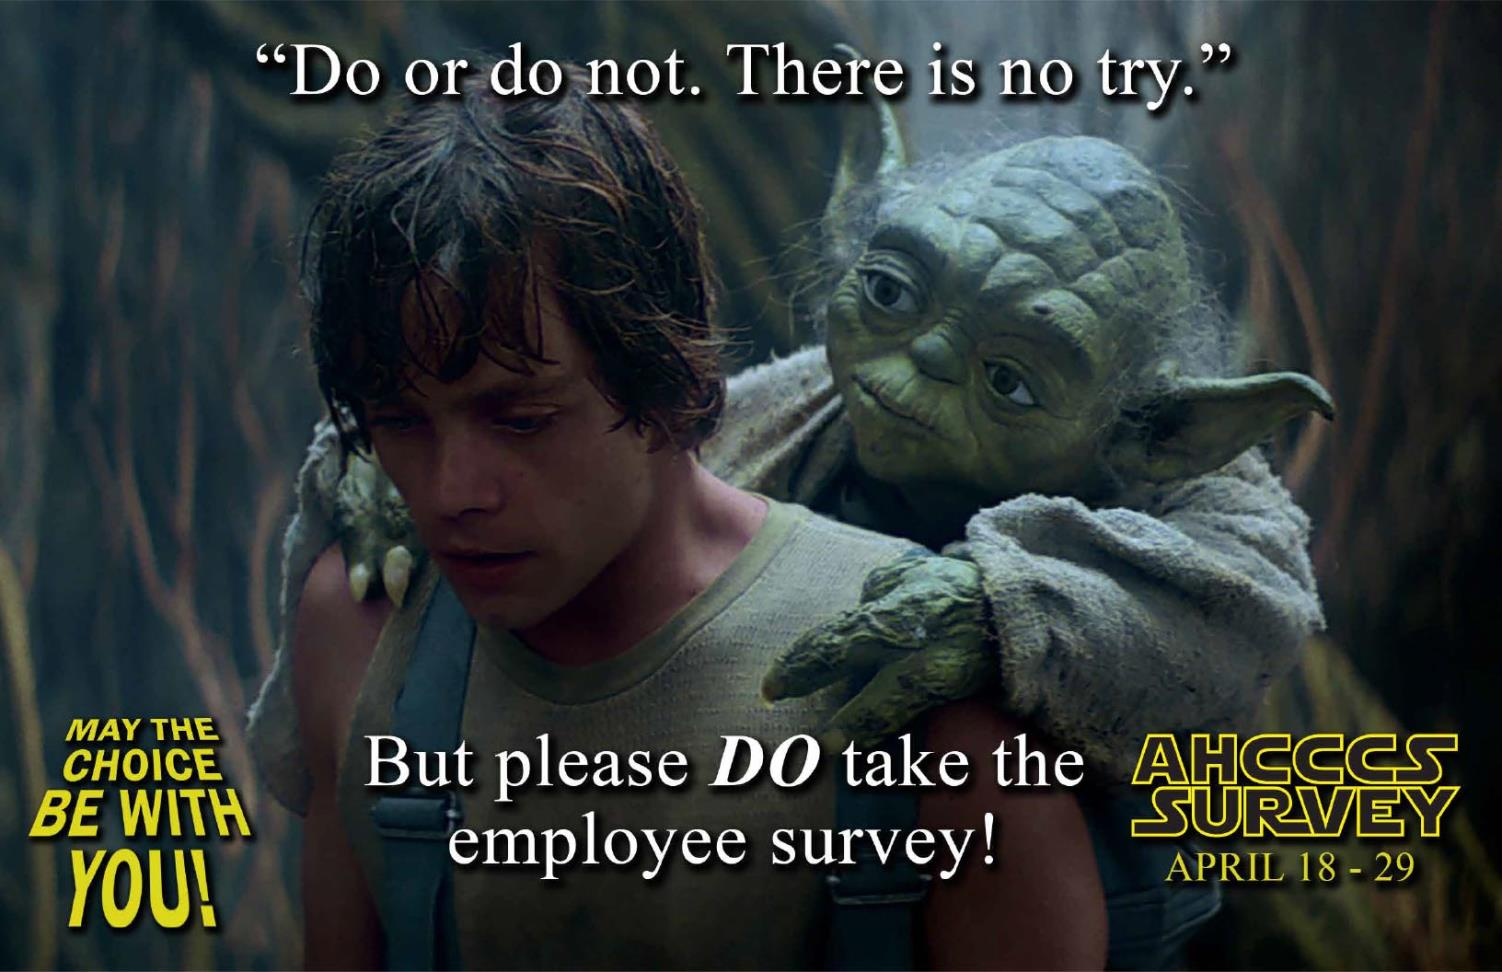 “Do or do not. There is no try.”
But please DO take the
employee survey!
MAY THE
CHOICE
BE WITH
YOU!
AHCCCS
SURVEY
APRIL 18 - 29